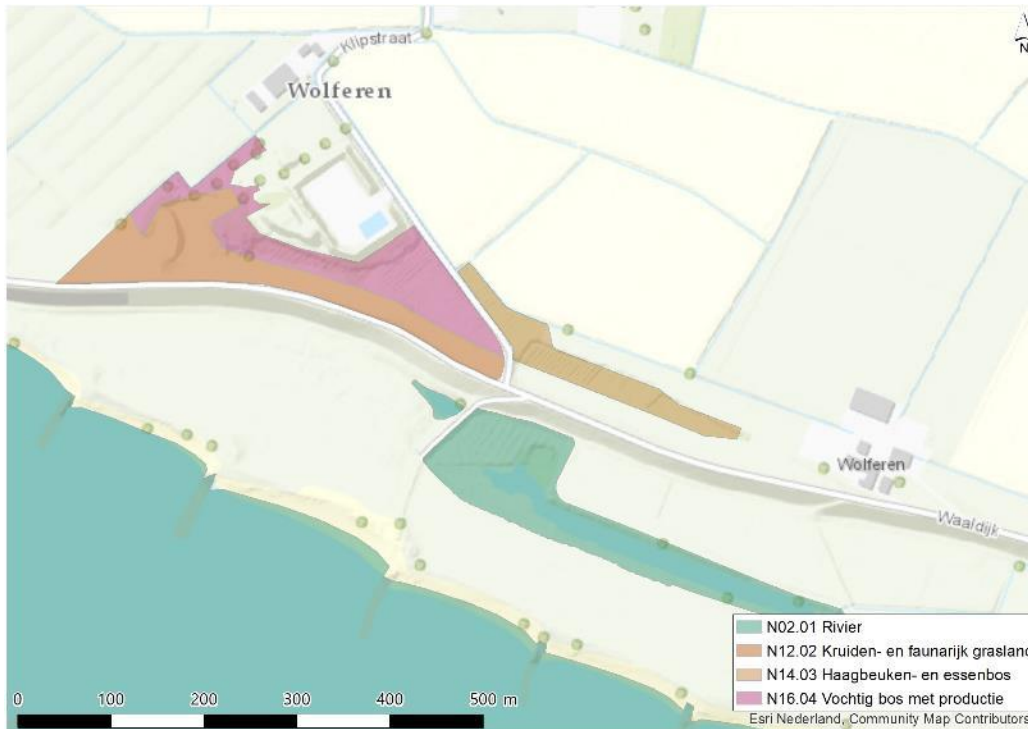 Klipstraat
N
Wolferen
Wolferen
Waaldijk
N02.01 Rivier
N12.02 Kruiden- en faunarijk grasland
N14.03 Haagbeuken- en essenbos
N16.04 Vochtig bos met productie
0 100 200 300 400 500 m
Esri Nederland, Community Map Contributors